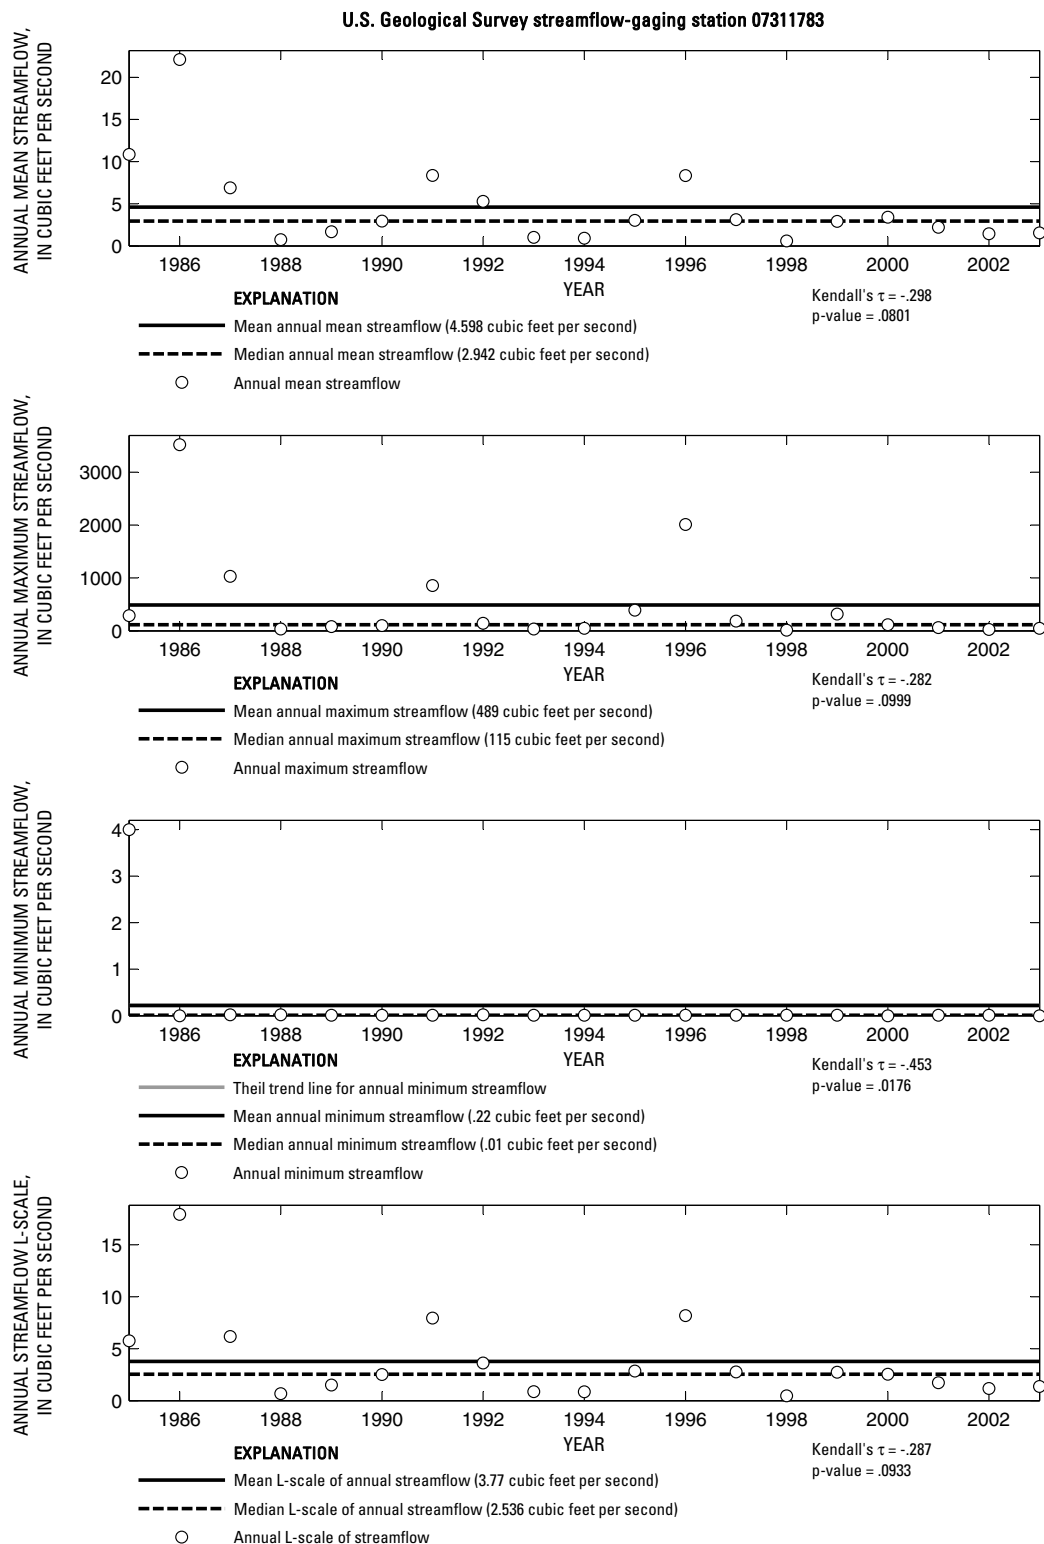 U.S. Geological Survey streamflow-gaging station 07311783
ANNUAL MEAN STREAMFLOW,
IN CUBIC FEET PER SECOND
20
15
10
5
0
1986 1988 1990 1992 1994 1996 1998 2000 2002
YEAR
Kendall's τ = -.298
p-value = .0801
EXPLANATION
Mean annual mean streamflow (4.598 cubic feet per second)
Median annual mean streamflow (2.942 cubic feet per second)
Annual mean streamflow
ANNUAL MAXIMUM STREAMFLOW,
IN CUBIC FEET PER SECOND
3000
2000
1000
0
1986 1988 1990 1992 1994 1996 1998 2000 2002
YEAR
Kendall's τ = -.282
p-value = .0999
EXPLANATION
Mean annual maximum streamflow (489 cubic feet per second)
Median annual maximum streamflow (115 cubic feet per second)
Annual maximum streamflow
ANNUAL MINIMUM STREAMFLOW,
IN CUBIC FEET PER SECOND
4
3
2
1
0
1986 1988 1990 1992 1994 1996 1998 2000 2002
YEAR
Kendall's τ = -.453
p-value = .0176
EXPLANATION
Theil trend line for annual minimum streamflow
Mean annual minimum streamflow (.22 cubic feet per second)
Median annual minimum streamflow (.01 cubic feet per second)
Annual minimum streamflow
ANNUAL STREAMFLOW L-SCALE,
IN CUBIC FEET PER SECOND
15
10
5
0
1986 1988 1990 1992 1994 1996 1998 2000 2002
YEAR
Kendall's τ = -.287
p-value = .0933
EXPLANATION
Mean L-scale of annual streamflow (3.77 cubic feet per second)
Median L-scale of annual streamflow (2.536 cubic feet per second)
Annual L-scale of streamflow